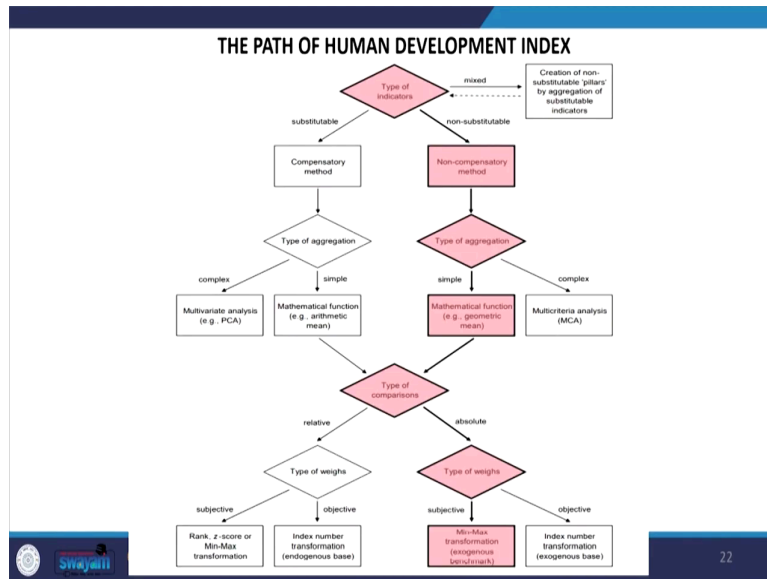 THE PATH OF HUMAN DEVELOPMENT INDEX
Type of
indicators
mixed
Creation of non-
substitutable 'pillars'
by aggregation of
substitutable
indicators
substitutable
non-substitutable
Compensatory
method
Non-compensatory
method
Type of aggregation
Type of aggregation
complex
simple
simple
complex
Multivariate analysis
(e.g., PCA)
Mathematical function
(e.g., arithmetic
mean)
Mathematical function
(e.g., geometric
mean)
Multicriteria analysis
(MCA)
Type of
comparisons
relative
absolute
Type of weighs
Type of weighs
subjective
objective
subjective
objective
Rank, z-score or
Min-Max
transformation
Index number
transformation
(endogenous base)
Min-Max
transformation
(exogenous
benchmark)
Index number
transformation
(exogenous base)
swayam
22